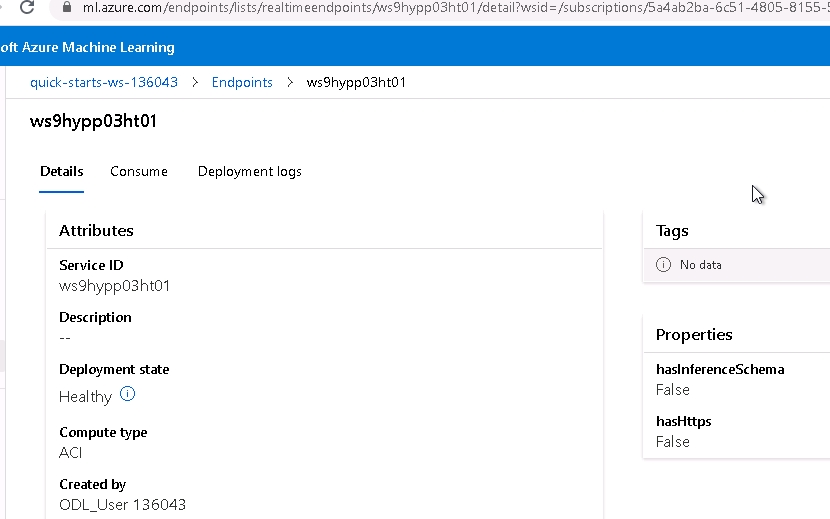 ml.azure.com/endpoints/lists/realtimeendpoints/ws9hypp03ht01/detail?wsid=/subscriptions/5a4ab2ba-6c51-4805-8155-5
oft Azure Machine Learning
quick-starts-ws-136043 > Endpoints > ws9hypp03ht01
ws9hypp03ht01
Details Consume Deployment logs
Attributes
Service ID
ws9hypp03ht01
Description
--
Deployment state
Healthy
Compute type
ACI
Created by
ODL_User 136043
Tags
No data
Properties
hasInferenceSchema
False
hasHttps
False